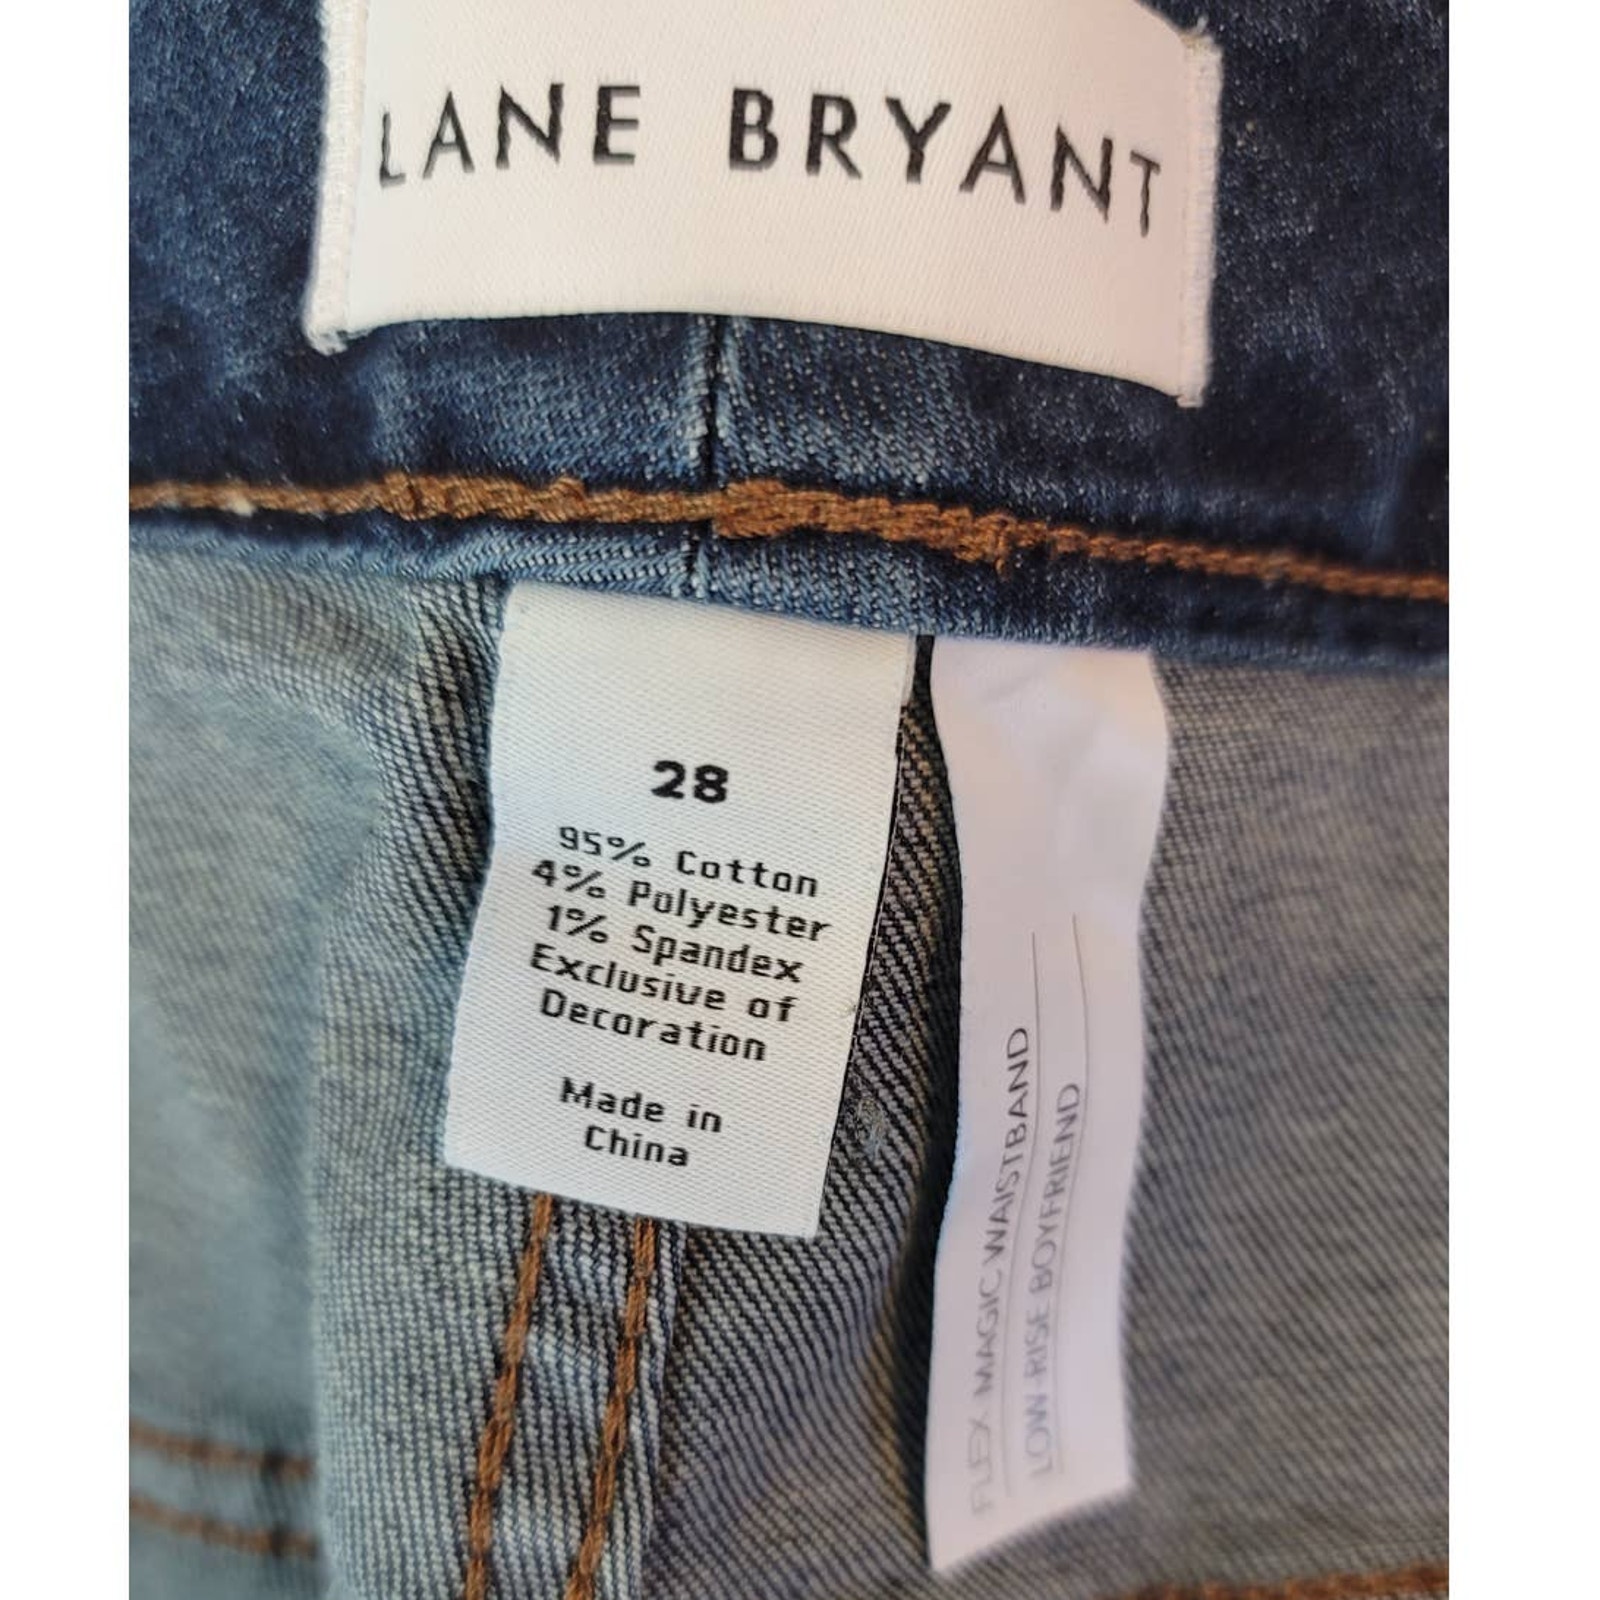 LANE BRYANT
28
95% Cotton
4% Polyester
1% Spandex
Exclusive of
Decoration
Made in
China
FLEX MAGIC WAISTBAND
LOW-RISE BOYFRIEND